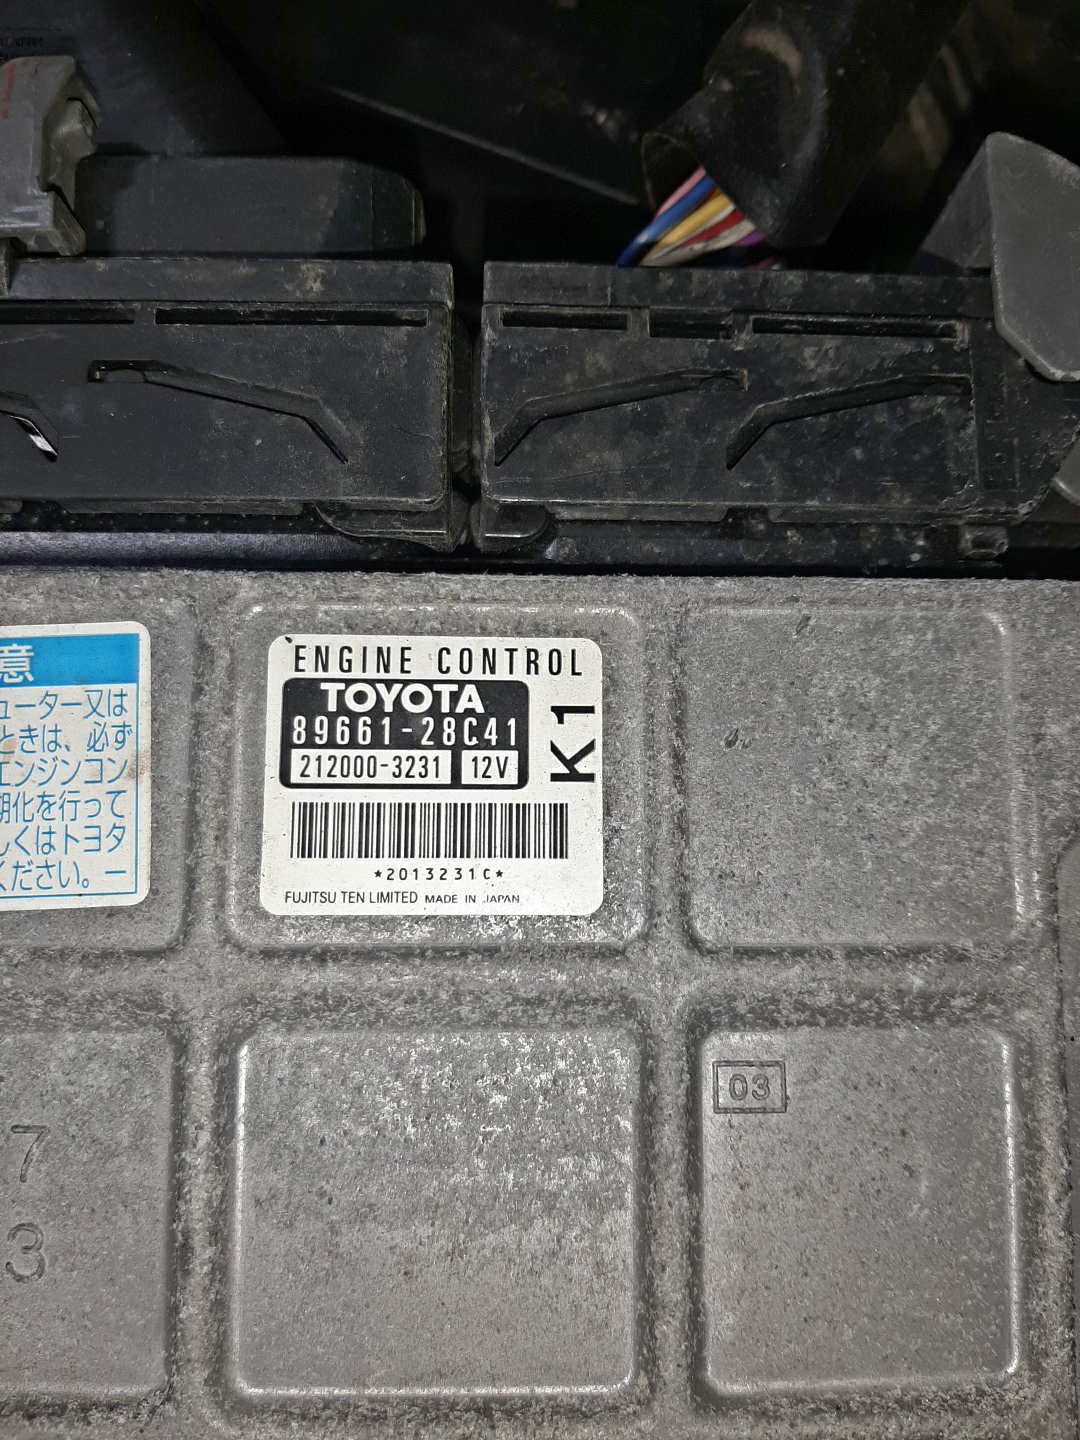 意
ューター又は
ときは、必ず
エンジンコン
期化を行って
しくはトヨタ
ください。ー
ENGINE CONTROL
TOYOTA
89661-28C41
212000-3231 12V
K1
*2013231C*
FUJITSU TEN LIMITED MADE IN JAPAN
03
7
3